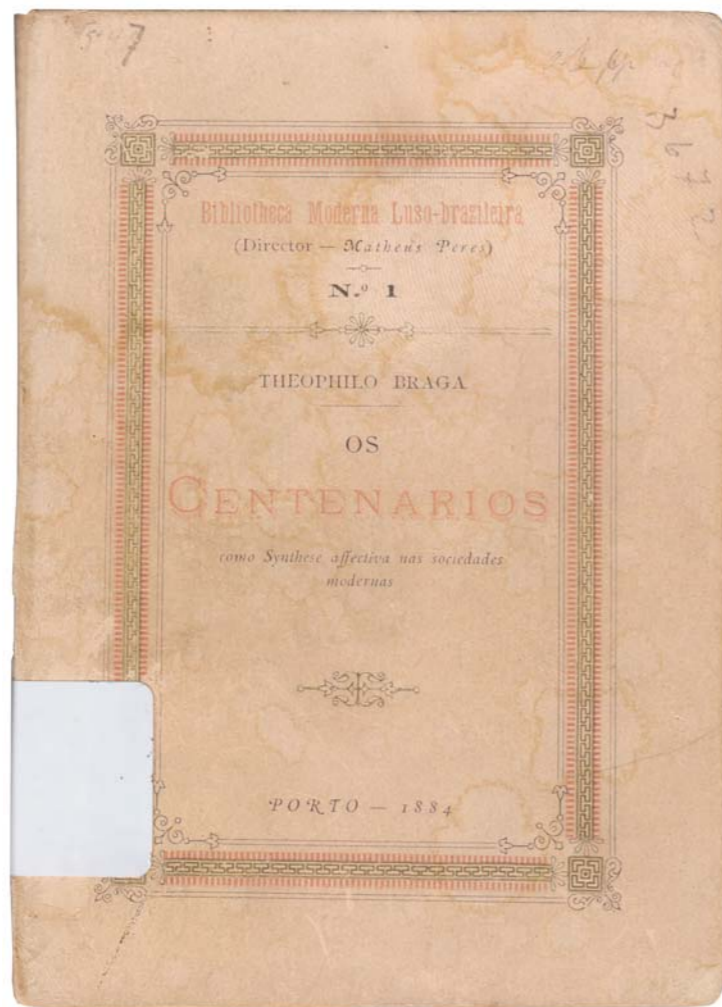 Bibliotheca Moderna Luso-brazileira
(Director — Matheus Peres)
N.º 1
THEOPHILO BRAGA
OS
CENTENARIOS
como Synthese affectiva nas sociedades
modernas
PORTO — 1884